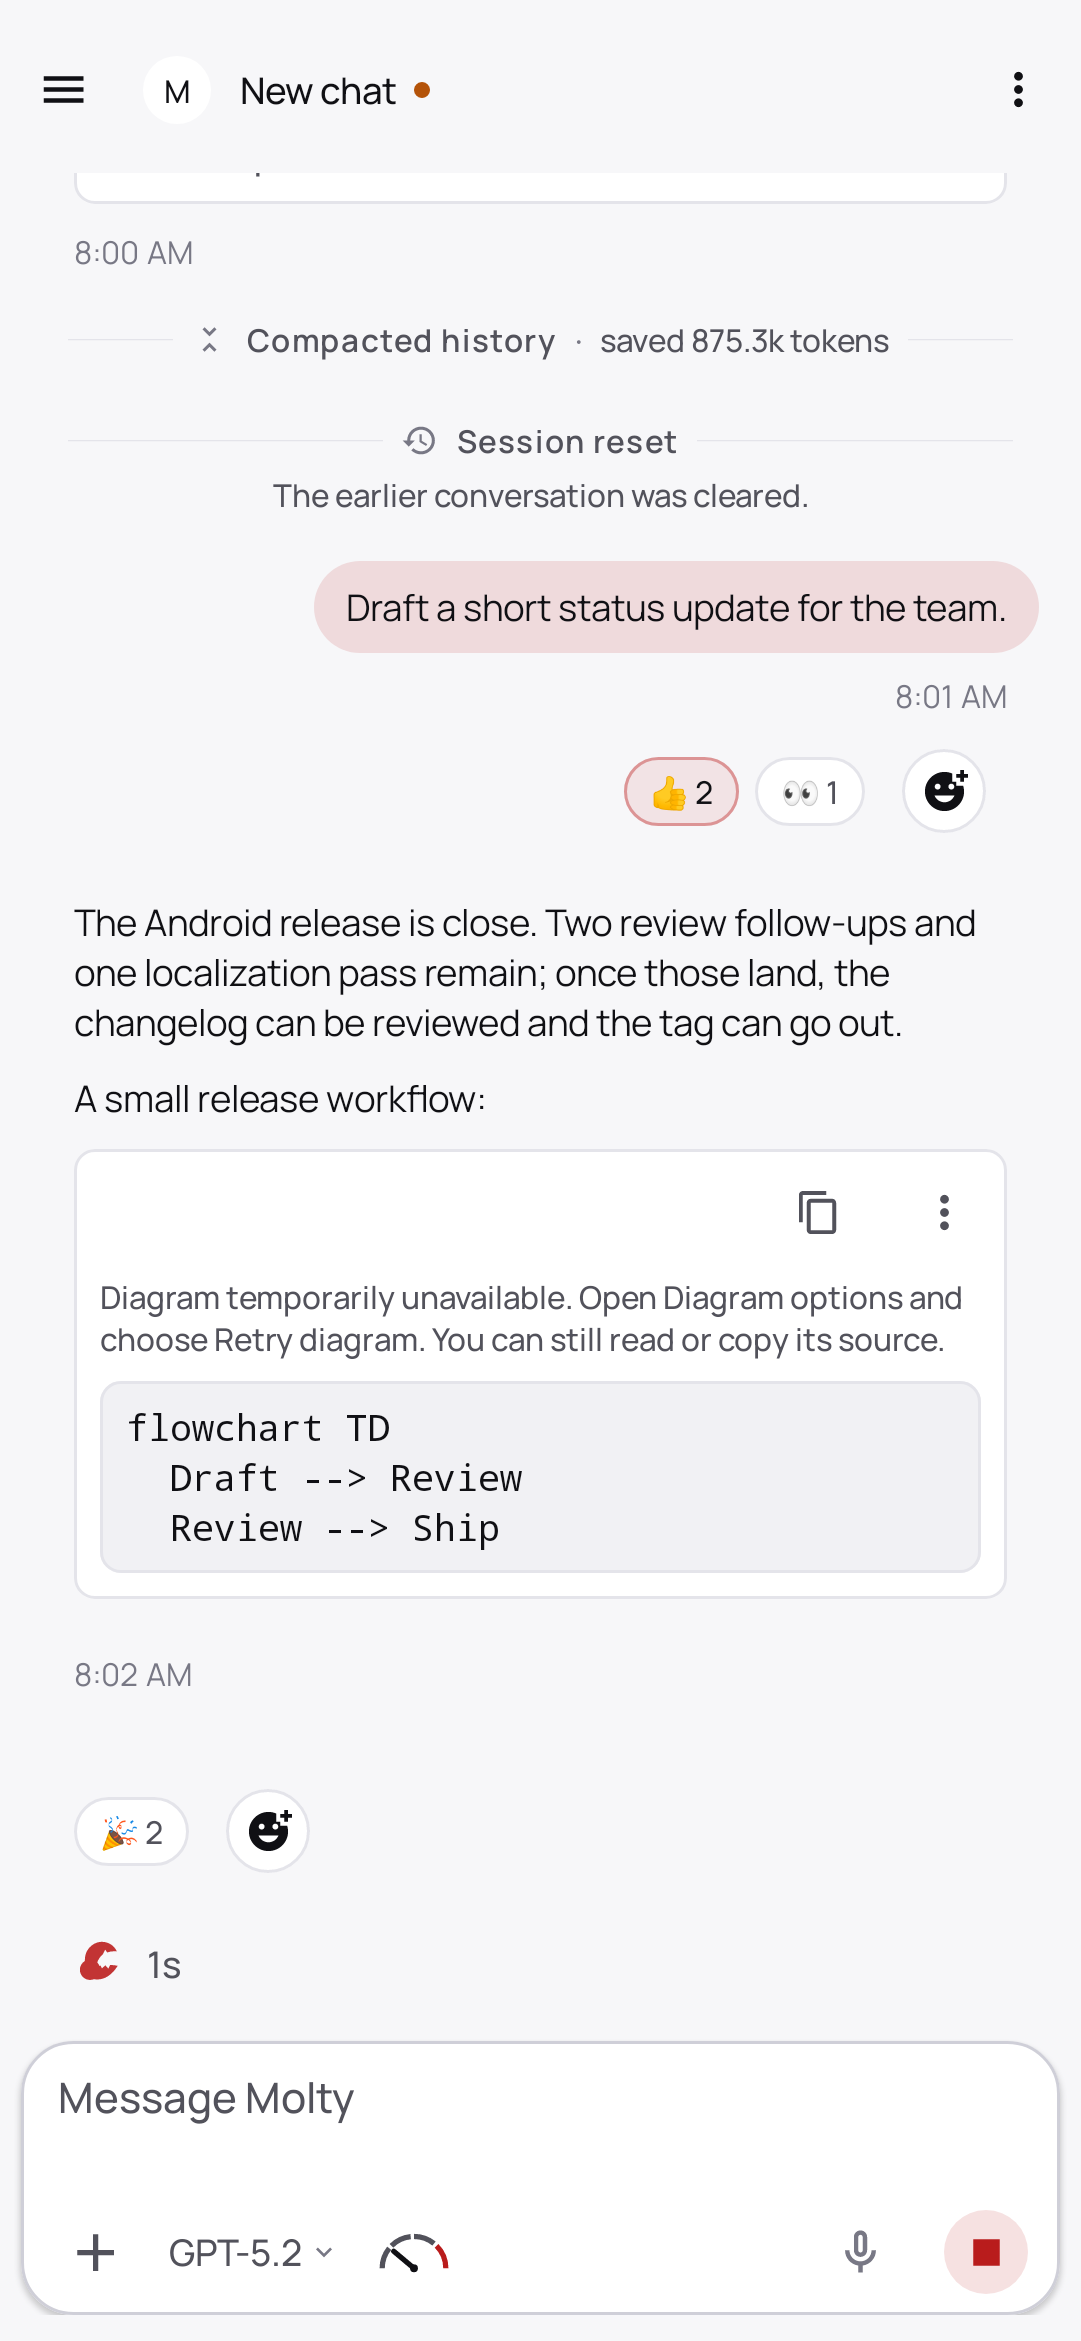 M New chat
8:00 AM
Compacted history · saved 875.3k tokens
Session reset
The earlier conversation was cleared.
Draft a short status update for the team.
8:01 AM
👍 2 👀 1
The Android release is close. Two review follow-ups and
one localization pass remain; once those land, the
changelog can be reviewed and the tag can go out.
A small release workflow:
Diagram temporarily unavailable. Open Diagram options and
choose Retry diagram. You can still read or copy its source.
flowchart TD
  Draft --> Review
  Review --> Ship
8:02 AM
🎉 2
1s
Message Molty
GPT-5.2